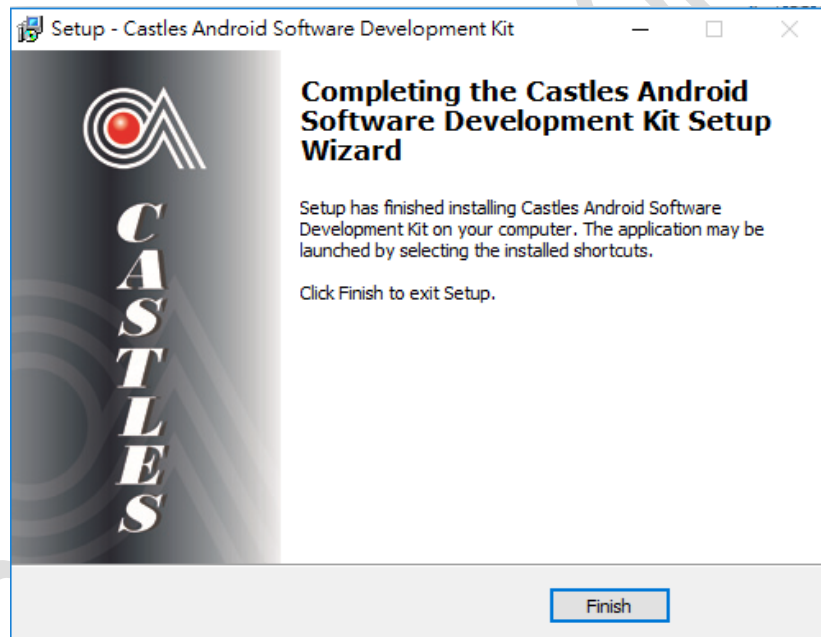 Setup - Castles Android Software Development Kit
Completing the Castles Android
Software Development Kit Setup
Wizard
Setup has finished installing Castles Android Software
Development Kit on your computer. The application may be
launched by selecting the installed shortcuts.
Click Finish to exit Setup.
CASTLES
Finish